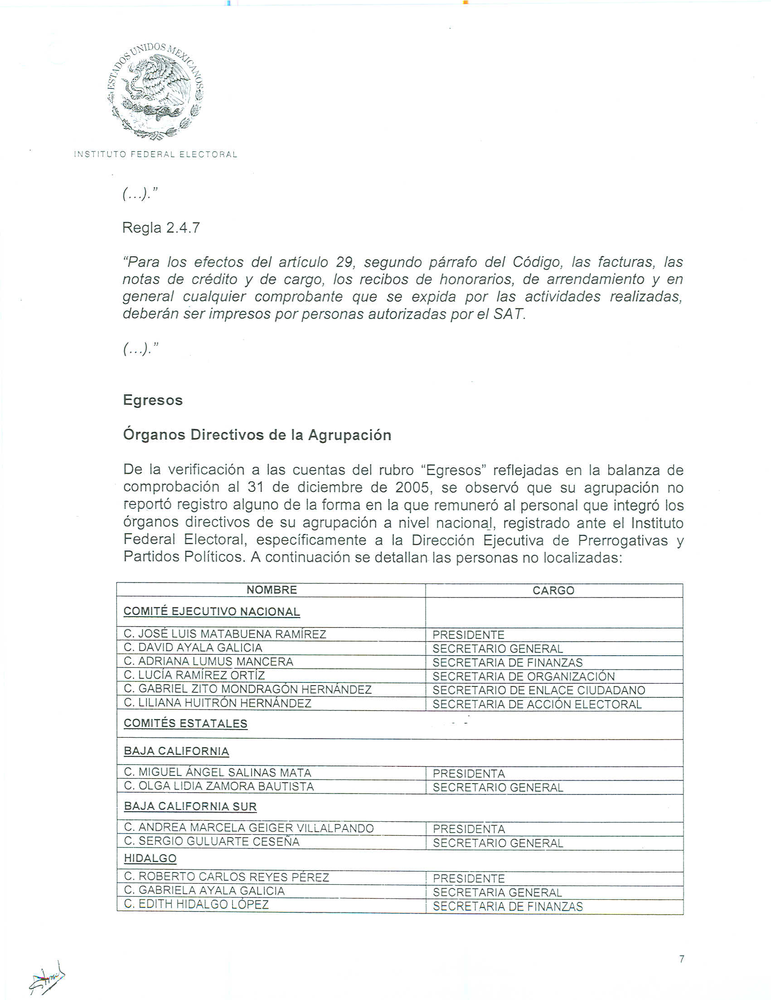 ESTADOS UNIDOS MEXICANOS
INSTITUTO FEDERAL ELECTORAL
(...)."
Regla 2.4.7
"Para los efectos del artículo 29, segundo párrafo del Código, las facturas, las
notas de crédito y de cargo, los recibos de honorarios, de arrendamiento y en
general cualquier comprobante que se expida por las actividades realizadas,
deberán ser impresos por personas autorizadas por el SAT.
(...)."
Egresos
Órganos Directivos de la Agrupación
De la verificación a las cuentas del rubro "Egresos" reflejadas en la balanza de
comprobación al 31 de diciembre de 2005, se observó que su agrupación no
reportó registro alguno de la forma en la que remuneró al personal que integró los
órganos directivos de su agrupación a nivel nacional, registrado ante el Instituto
Federal Electoral, específicamente a la Dirección Ejecutiva de Prerrogativas y
Partidos Políticos. A continuación se detallan las personas no localizadas:
NOMBRE CARGO
COMITÉ EJECUTIVO NACIONAL
C. JOSÉ LUIS MATABUENA RAMÍREZ PRESIDENTE
C. DAVID AYALA GALICIA SECRETARIO GENERAL
C. ADRIANA LUMUS MANCERA SECRETARIA DE FINANZAS
C. LUCÍA RAMÍREZ ORTÍZ SECRETARIA DE ORGANIZACIÓN
C. GABRIEL ZITO MONDRAGÓN HERNÁNDEZ SECRETARIO DE ENLACE CIUDADANO
C. LILIANA HUITRÓN HERNÁNDEZ SECRETARIA DE ACCIÓN ELECTORAL
COMITÉS ESTATALES
BAJA CALIFORNIA
C. MIGUEL ÁNGEL SALINAS MATA PRESIDENTA
C. OLGA LIDIA ZAMORA BAUTISTA SECRETARIO GENERAL
BAJA CALIFORNIA SUR
C. ANDREA MARCELA GEIGER VILLALPANDO PRESIDENTA
C. SERGIO GULUARTE CESEÑA SECRETARIO GENERAL
HIDALGO
C. ROBERTO CARLOS REYES PÉREZ PRESIDENTE
C. GABRIELA AYALA GALICIA SECRETARIA GENERAL
C. EDITH HIDALGO LÓPEZ SECRETARIA DE FINANZAS
7